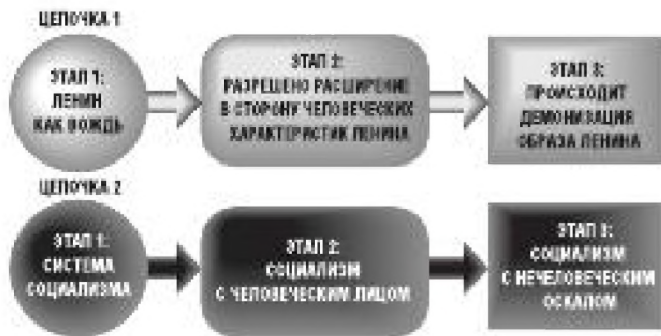 ЦЕПОЧКА 1
ЭТАП 1:
ЛЕНИН
КАК ВОЖДЬ
ЭТАП 2:
РАЗРЕШЕНО РАСШИРЕНИЕ
В СТОРОНУ ЧЕЛОВЕЧЕСКИХ
ХАРАКТЕРИСТИК ЛЕНИНА
ЭТАП 3:
ПРОИСХОДИТ
ДЕМОНИЗАЦИЯ
ОБРАЗА ЛЕНИНА
ЦЕПОЧКА 2
ЭТАП 1:
СИСТЕМА
СОЦИАЛИЗМА
ЭТАП 2:
СОЦИАЛИЗМ
С ЧЕЛОВЕЧЕСКИМ ЛИЦОМ
ЭТАП 3:
СОЦИАЛИЗМ
С НЕЧЕЛОВЕЧЕСКИМ
ОСКАЛОМ